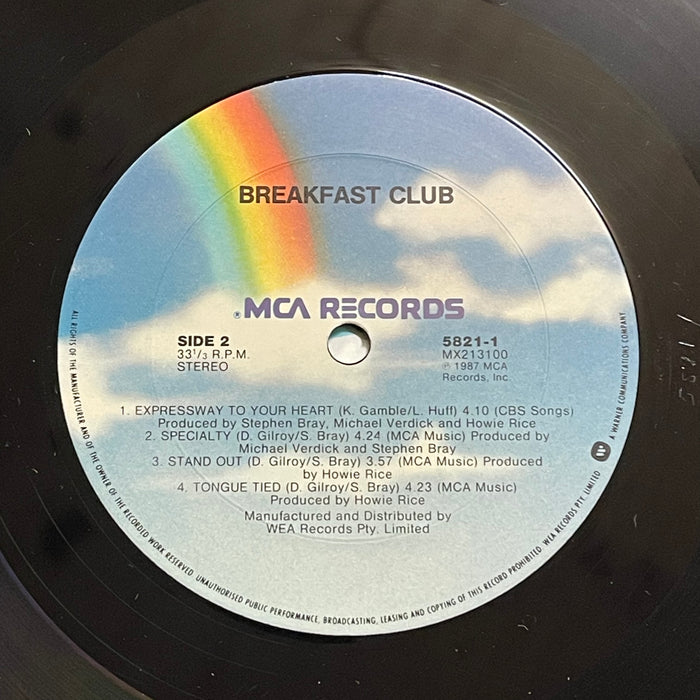 BREAKFAST CLUB
® MCA RECORDS
SIDE 2
33 1/3 R.P.M.
STEREO
5821-1
MX213100
℗ 1987 MCA
Records, Inc.
1. EXPRESSWAY TO YOUR HEART (K. Gamble/L. Huff) 4.10 (CBS Songs)
Produced by Stephen Bray, Michael Verdick and Howie Rice
2. SPECIALTY (D. Gilroy/S. Bray) 4.24 (MCA Music) Produced by
Michael Verdick and Stephen Bray
3. STAND OUT (D. Gilroy/S. Bray) 3.57 (MCA Music) Produced
by Howie Rice
4. TONGUE TIED (D. Gilroy/S. Bray) 4.23 (MCA Music)
Produced by Howie Rice
Manufactured and Distributed by
WEA Records Pty. Limited
ALL RIGHTS OF THE MANUFACTURER AND OF THE OWNER OF THE RECORDED WORK RESERVED. UNAUTHORISED PUBLIC PERFORMANCE, BROADCASTING, LEASING AND COPYING OF THIS RECORD PROHIBITED. WEA RECORDS PTY. LIMITED
A WARNER COMMUNICATIONS COMPANY.